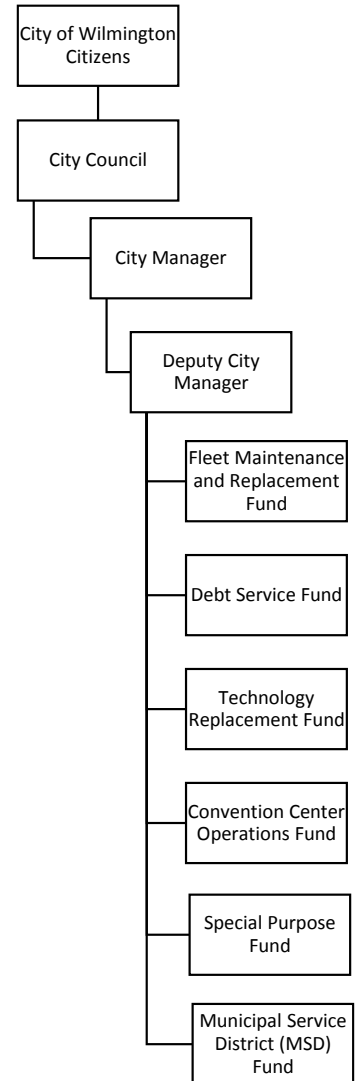 City of Wilmington
Citizens
City Council
City Manager
Deputy City
Manager
Fleet Maintenance
and Replacement
Fund
Debt Service Fund
Technology
Replacement Fund
Convention Center
Operations Fund
Special Purpose
Fund
Municipal Service
District (MSD)
Fund